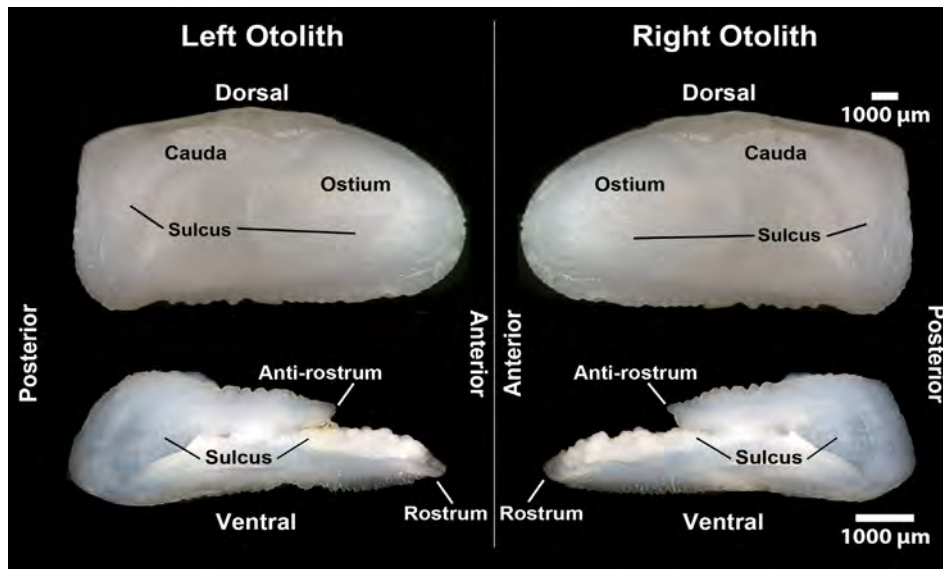 Left Otolith
Right Otolith
Dorsal
Dorsal
1000 µm
Cauda
Cauda
Ostium
Ostium
Sulcus
Sulcus
Posterior
Anterior
Anterior
Posterior
Anti-rostrum
Anti-rostrum
Sulcus
Sulcus
Rostrum
Rostrum
Ventral
Ventral
1000 µm